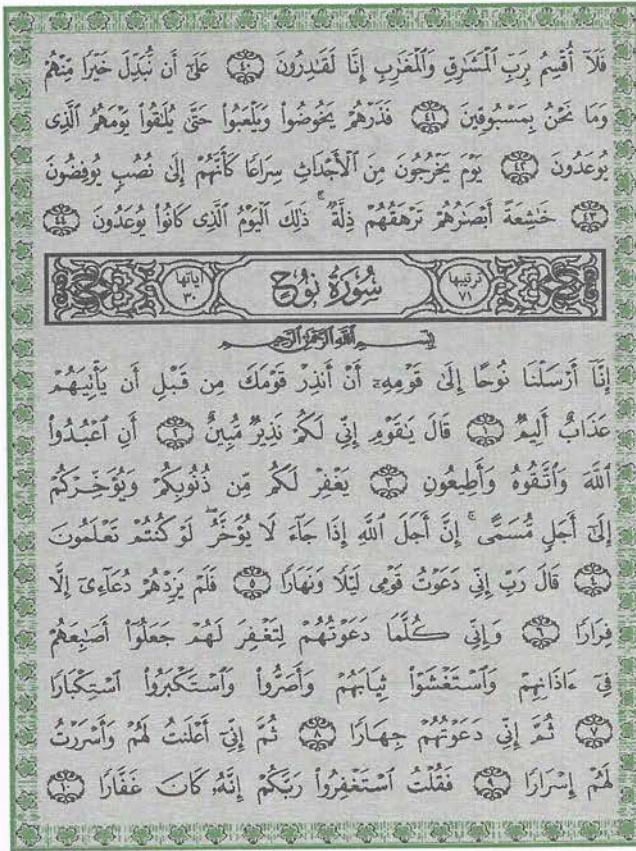 فَلَآ أُقْسِمُ بِرَبِّ ٱلْمَشَٰرِقِ وَٱلْمَغَٰرِبِ إِنَّا لَقَٰدِرُونَ ﴿٤٠﴾ عَلَىٰٓ أَن نُّبَدِّلَ خَيْرًا مِّنْهُمْ
وَمَا نَحْنُ بِمَسْبُوقِينَ ﴿٤١﴾ فَذَرْهُمْ يَخُوضُوا۟ وَيَلْعَبُوا۟ حَتَّىٰ يُلَٰقُوا۟ يَوْمَهُمُ ٱلَّذِى
يُوعَدُونَ ﴿٤٢﴾ يَوْمَ يَخْرُجُونَ مِنَ ٱلْأَجْدَاثِ سِرَاعًا كَأَنَّهُمْ إِلَىٰ نُصُبٍ يُوفِضُونَ
﴿٤٣﴾ خَٰشِعَةً أَبْصَٰرُهُمْ تَرْهَقُهُمْ ذِلَّةٌ ۚ ذَٰلِكَ ٱلْيَوْمُ ٱلَّذِى كَانُوا۟ يُوعَدُونَ ﴿٤٤﴾
ترتيبها ٧١ سُورَةُ نُوحٍ آياتها ٣٠
بِسْمِ ٱللَّهِ ٱلرَّحْمَٰنِ ٱلرَّحِيمِ
إِنَّآ أَرْسَلْنَا نُوحًا إِلَىٰ قَوْمِهِۦٓ أَنْ أَنذِرْ قَوْمَكَ مِن قَبْلِ أَن يَأْتِيَهُمْ
عَذَابٌ أَلِيمٌ ﴿١﴾ قَالَ يَٰقَوْمِ إِنِّى لَكُمْ نَذِيرٌ مُّبِينٌ ﴿٢﴾ أَنِ ٱعْبُدُوا۟
ٱللَّهَ وَٱتَّقُوهُ وَأَطِيعُونِ ﴿٣﴾ يَغْفِرْ لَكُم مِّن ذُنُوبِكُمْ وَيُؤَخِّرْكُمْ
إِلَىٰٓ أَجَلٍ مُّسَمًّى ۚ إِنَّ أَجَلَ ٱللَّهِ إِذَا جَآءَ لَا يُؤَخَّرُ ۖ لَوْ كُنتُمْ تَعْلَمُونَ
﴿٤﴾ قَالَ رَبِّ إِنِّى دَعَوْتُ قَوْمِى لَيْلًا وَنَهَارًا ﴿٥﴾ فَلَمْ يَزِدْهُمْ دُعَآءِىٓ إِلَّا
فِرَارًا ﴿٦﴾ وَإِنِّى كُلَّمَا دَعَوْتُهُمْ لِتَغْفِرَ لَهُمْ جَعَلُوٓا۟ أَصَٰبِعَهُمْ
فِىٓ ءَاذَانِهِمْ وَٱسْتَغْشَوْا۟ ثِيَابَهُمْ وَأَصَرُّوا۟ وَٱسْتَكْبَرُوا۟ ٱسْتِكْبَارًا
﴿٧﴾ ثُمَّ إِنِّى دَعَوْتُهُمْ جِهَارًا ﴿٨﴾ ثُمَّ إِنِّىٓ أَعْلَنتُ لَهُمْ وَأَسْرَرْتُ
لَهُمْ إِسْرَارًا ﴿٩﴾ فَقُلْتُ ٱسْتَغْفِرُوا۟ رَبَّكُمْ إِنَّهُۥ كَانَ غَفَّارًا ﴿١٠﴾